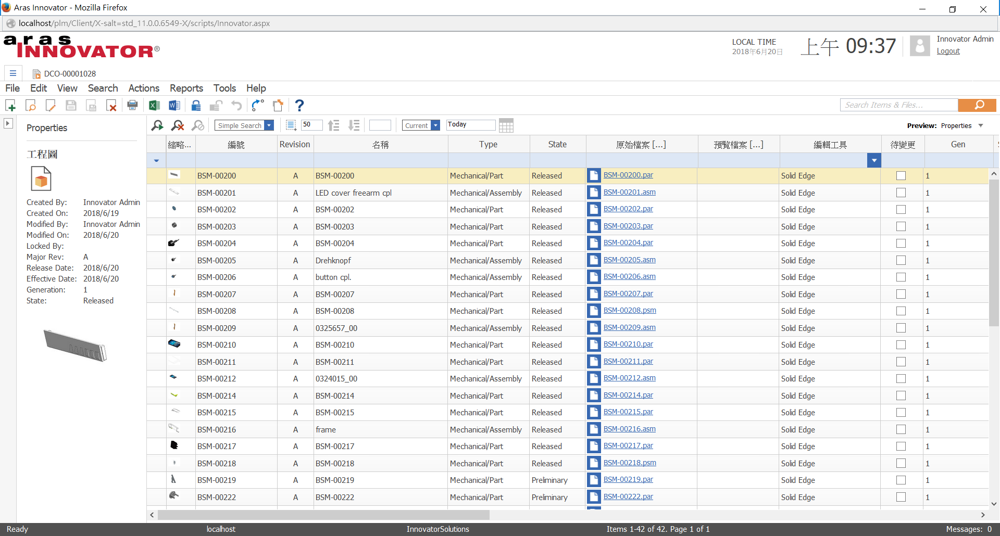 Aras Innovator - Mozilla Firefox
localhost/plm/Client/X-salt=std_11.0.0.6549-X/scripts/Innovator.aspx
aras
INNOVATOR®
LOCAL TIME
2018年6月20日
上午 09:37
Innovator Admin
Logout
DCO-00001028
File Edit View Search Actions Reports Tools Help
Search Items & Files...
Properties
Simple Search 50 Current Today
Preview: Properties
工程圖
Created By: Innovator Admin
Created On: 2018/6/19
Modified By: Innovator Admin
Modified On: 2018/6/20
Locked By:
Major Rev: A
Release Date: 2018/6/20
Effective Date: 2018/6/20
Generation: 1
State: Released
縮略... 編號 Revision 名稱 Type State 原始檔案 [...] 預覧檔案 [...] 編輯工具 待變更 Gen
BSM-00200 A BSM-00200 Mechanical/Part Released BSM-00200.par Solid Edge 1
BSM-00201 A LED cover freearm cpl Mechanical/Assembly Released BSM-00201.asm Solid Edge 1
BSM-00202 A BSM-00202 Mechanical/Part Released BSM-00202.par Solid Edge 1
BSM-00203 A BSM-00203 Mechanical/Part Released BSM-00203.par Solid Edge 1
BSM-00204 A BSM-00204 Mechanical/Part Released BSM-00204.par Solid Edge 1
BSM-00205 A Drehknopf Mechanical/Assembly Released BSM-00205.asm Solid Edge 1
BSM-00206 A button cpl. Mechanical/Assembly Released BSM-00206.asm Solid Edge 1
BSM-00207 A BSM-00207 Mechanical/Part Released BSM-00207.par Solid Edge 1
BSM-00208 A BSM-00208 Mechanical/Part Released BSM-00208.psm Solid Edge 1
BSM-00209 A 0325657_00 Mechanical/Assembly Released BSM-00209.asm Solid Edge 1
BSM-00210 A BSM-00210 Mechanical/Part Released BSM-00210.par Solid Edge 1
BSM-00211 A BSM-00211 Mechanical/Part Released BSM-00211.par Solid Edge 1
BSM-00212 A 0324015_00 Mechanical/Assembly Released BSM-00212.asm Solid Edge 1
BSM-00214 A BSM-00214 Mechanical/Part Released BSM-00214.par Solid Edge 1
BSM-00215 A BSM-00215 Mechanical/Part Released BSM-00215.par Solid Edge 1
BSM-00216 A frame Mechanical/Assembly Released BSM-00216.asm Solid Edge 1
BSM-00217 A BSM-00217 Mechanical/Part Released BSM-00217.par Solid Edge 1
BSM-00218 A BSM-00218 Mechanical/Part Released BSM-00218.psm Solid Edge 1
BSM-00219 A BSM-00219 Mechanical/Part Preliminary BSM-00219.par Solid Edge 1
BSM-00222 A BSM-00222 Mechanical/Part Preliminary BSM-00222.par Solid Edge 1
Ready localhost InnovatorSolutions Items 1-42 of 42. Page 1 of 1 Messages: 0